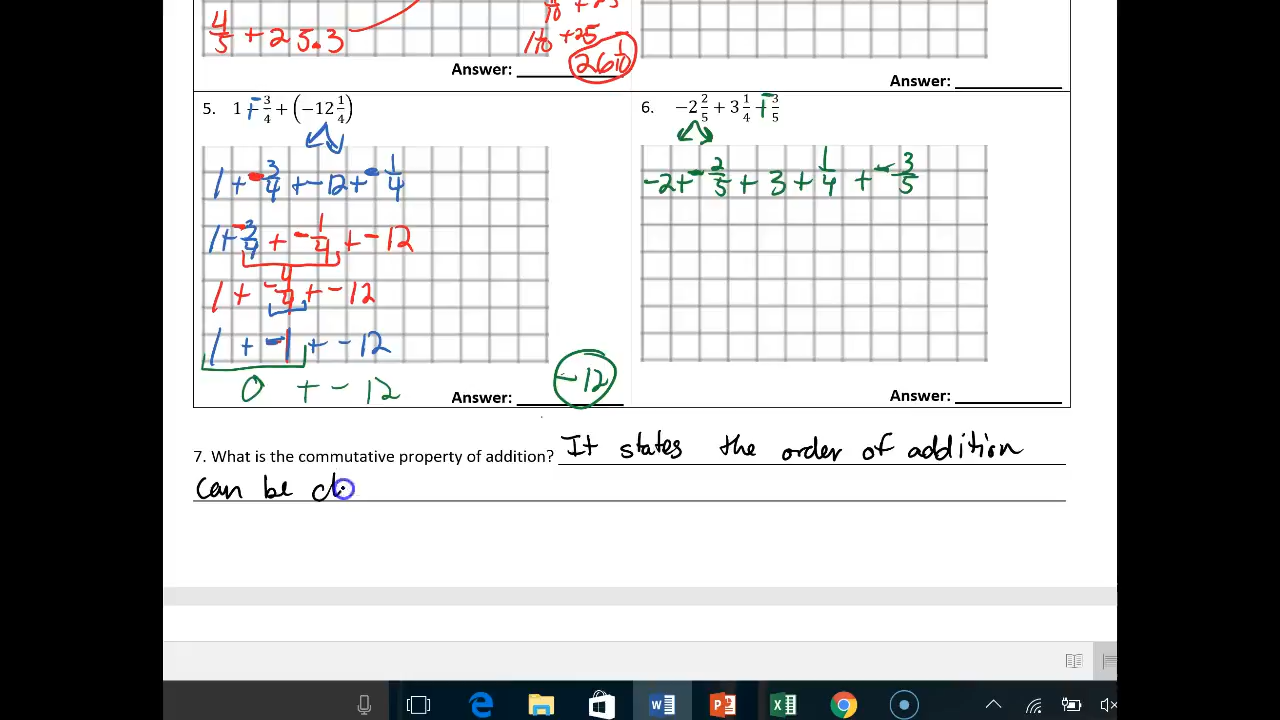 4/5 + 25.3
1/10 + 25
Answer: 26 1/10
Answer:
5. 1 +- 3/4 + (−12 1/4)
1 + - 3/4 + - 12 + - 1/4
1 + - 3/4 + - 1/4 + - 12
1 + - 4/4 + - 12
1 + - 1 + - 12
0 + - 12
Answer: -12
6. −2 2/5 + 3 1/4 +- 3/5
-2 + - 2/5 + 3 + 1/4 + - 3/5
Answer:
7. What is the commutative property of addition? It states the order of addition
can be